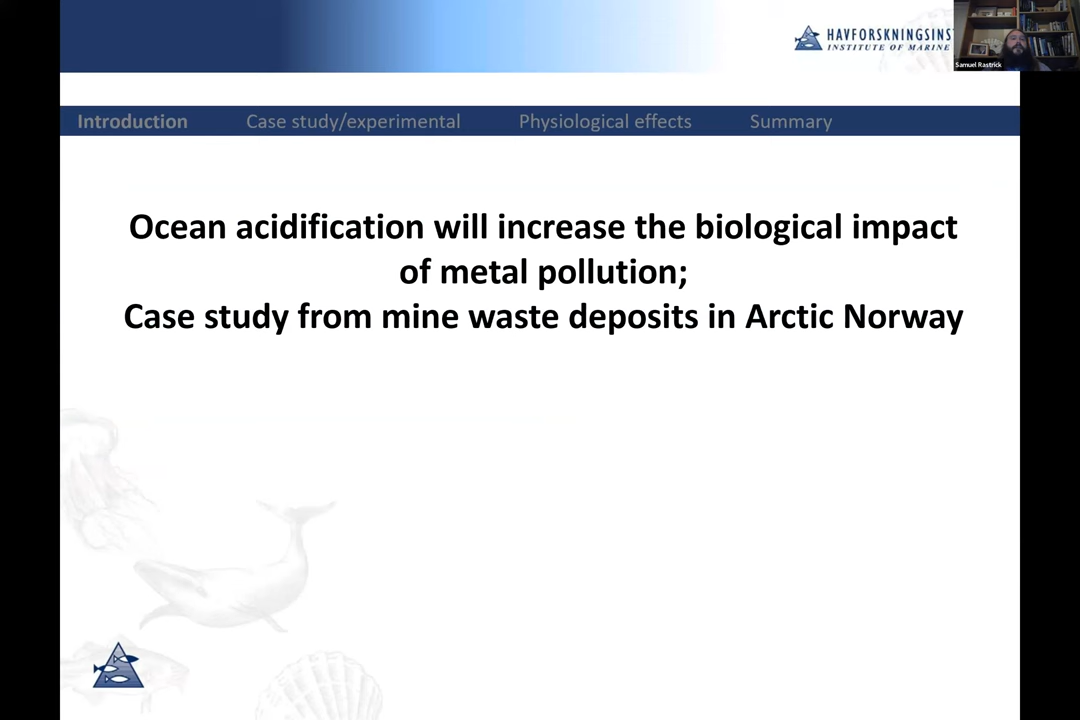 HAVFORSKNINGSINS
INSTITUTE OF MARINE
Samuel Rastrick
Introduction Case study/experimental Physiological effects Summary
Ocean acidification will increase the biological impact
of metal pollution;
Case study from mine waste deposits in Arctic Norway